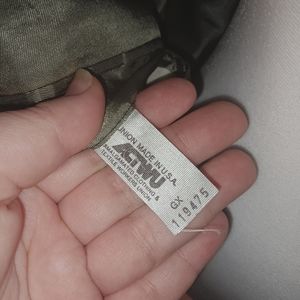 UNION MADE IN U.S.A.
ACTWU
AMALGAMATED CLOTHING &
TEXTILE WORKERS UNION
GX
119475